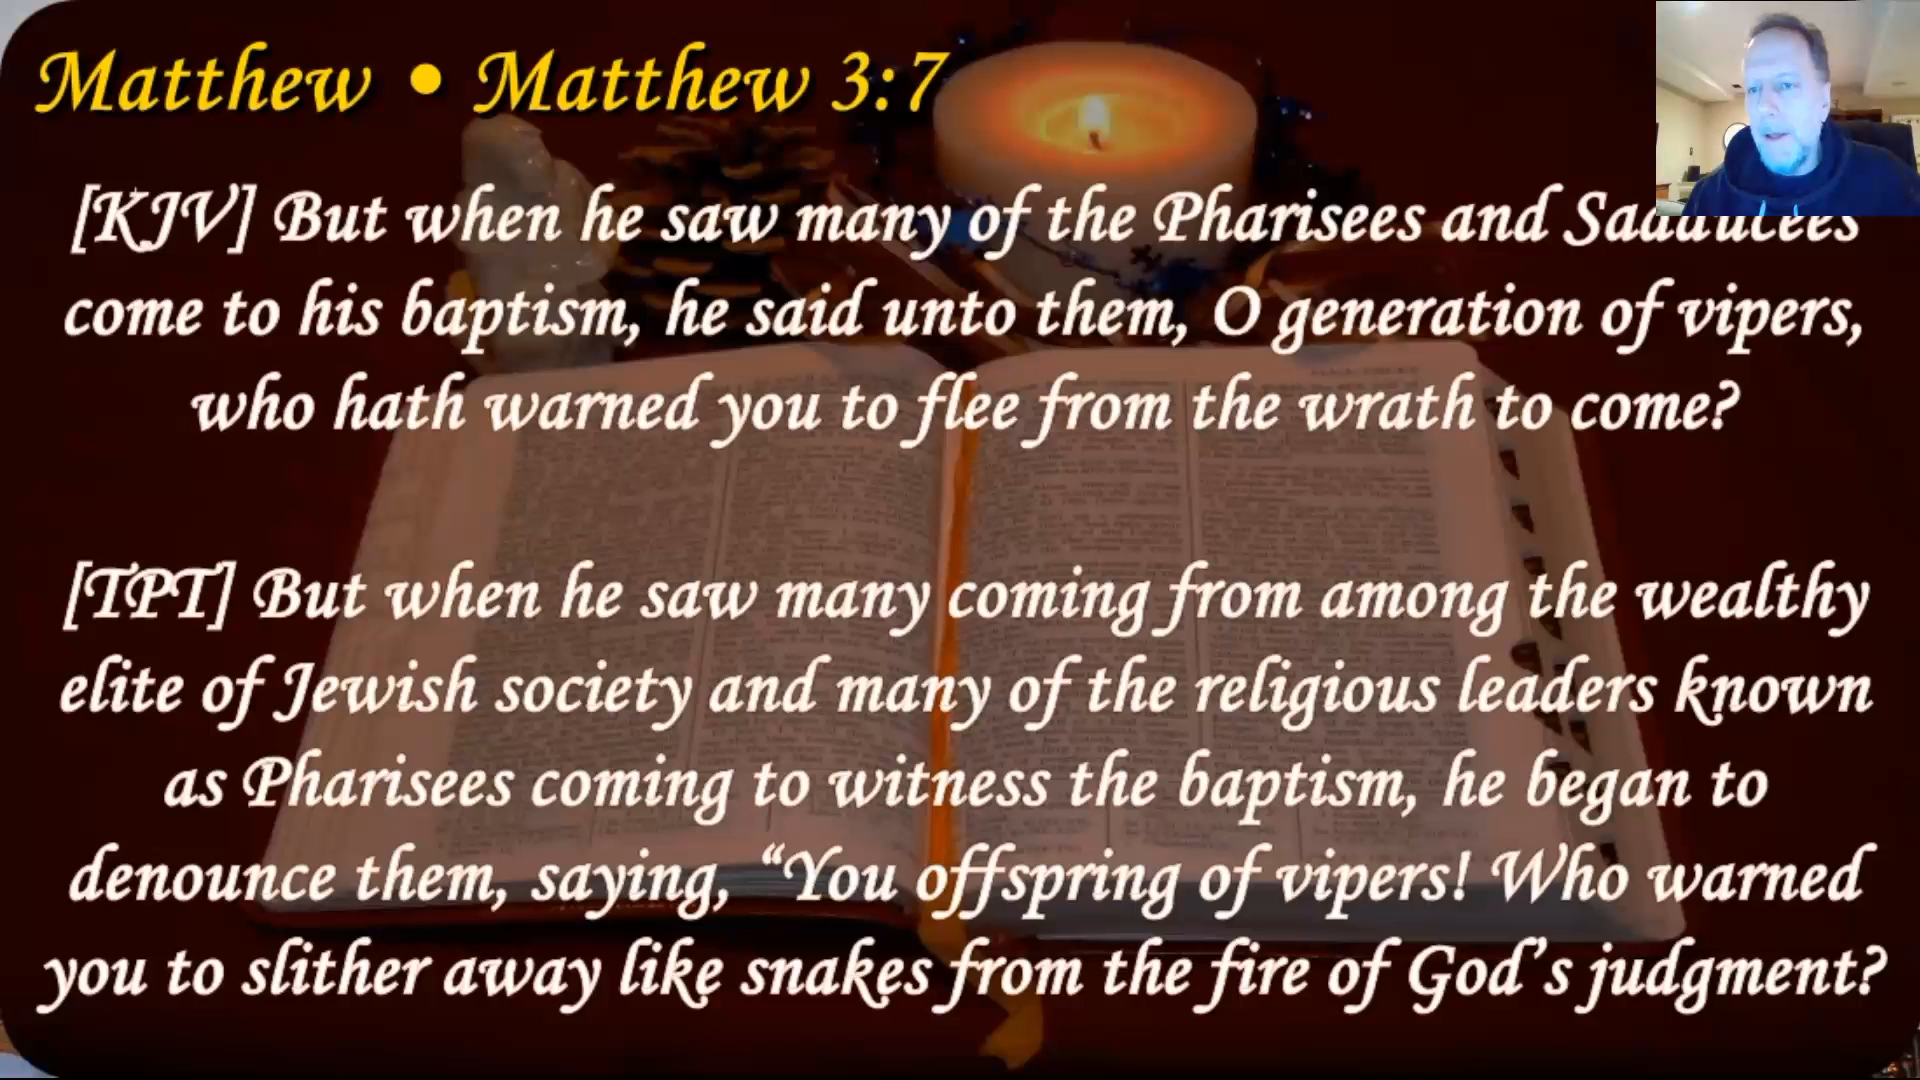 Matthew • Matthew 3:7
[KJV] But when he saw many of the Pharisees and Sadducees
come to his baptism, he said unto them, O generation of vipers,
who hath warned you to flee from the wrath to come?
[TPT] But when he saw many coming from among the wealthy
elite of Jewish society and many of the religious leaders known
as Pharisees coming to witness the baptism, he began to
denounce them, saying, “You offspring of vipers! Who warned
you to slither away like snakes from the fire of God’s judgment?